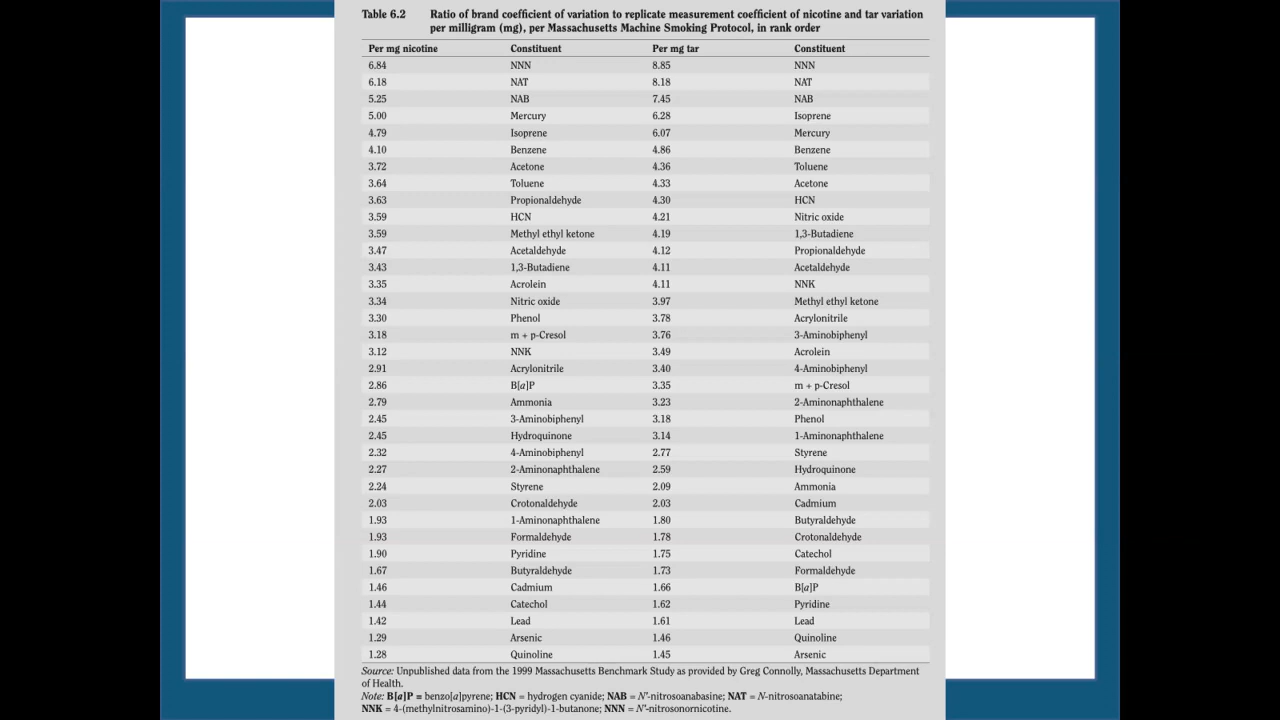 Table 6.2 Ratio of brand coefficient of variation to replicate measurement coefficient of nicotine and tar variation
per milligram (mg), per Massachusetts Machine Smoking Protocol, in rank order
Per mg nicotine Constituent Per mg tar Constituent
6.84 NNN 8.85 NNN
6.18 NAT 8.18 NAT
5.25 NAB 7.45 NAB
5.00 Mercury 6.28 Isoprene
4.79 Isoprene 6.07 Mercury
4.10 Benzene 4.86 Benzene
3.72 Acetone 4.36 Toluene
3.64 Toluene 4.33 Acetone
3.63 Propionaldehyde 4.30 HCN
3.59 HCN 4.21 Nitric oxide
3.59 Methyl ethyl ketone 4.19 1,3-Butadiene
3.47 Acetaldehyde 4.12 Propionaldehyde
3.43 1,3-Butadiene 4.11 Acetaldehyde
3.35 Acrolein 4.11 NNK
3.34 Nitric oxide 3.97 Methyl ethyl ketone
3.30 Phenol 3.78 Acrylonitrile
3.18 m + p-Cresol 3.76 3-Aminobiphenyl
3.12 NNK 3.49 Acrolein
2.91 Acrylonitrile 3.40 4-Aminobiphenyl
2.86 B[a]P 3.35 m + p-Cresol
2.79 Ammonia 3.23 2-Aminonaphthalene
2.45 3-Aminobiphenyl 3.18 Phenol
2.45 Hydroquinone 3.14 1-Aminonaphthalene
2.32 4-Aminobiphenyl 2.77 Styrene
2.27 2-Aminonaphthalene 2.59 Hydroquinone
2.24 Styrene 2.09 Ammonia
2.03 Crotonaldehyde 2.03 Cadmium
1.93 1-Aminonaphthalene 1.80 Butyraldehyde
1.93 Formaldehyde 1.78 Crotonaldehyde
1.90 Pyridine 1.75 Catechol
1.67 Butyraldehyde 1.73 Formaldehyde
1.46 Cadmium 1.66 B[a]P
1.44 Catechol 1.62 Pyridine
1.42 Lead 1.61 Lead
1.29 Arsenic 1.46 Quinoline
1.28 Quinoline 1.45 Arsenic
Source: Unpublished data from the 1999 Massachusetts Benchmark Study as provided by Greg Connolly, Massachusetts Department
of Health.
Note: B[a]P = benzo[a]pyrene; HCN = hydrogen cyanide; NAB = N′-nitrosoanabasine; NAT = N-nitrosoanatabine;
NNK = 4-(methylnitrosamino)-1-(3-pyridyl)-1-butanone; NNN = N′-nitrosonornicotine.